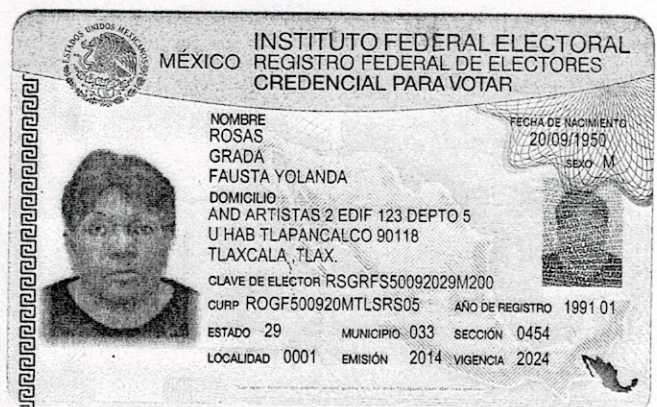 ESTADOS UNIDOS MEXICANOS
MÉXICO
INSTITUTO FEDERAL ELECTORAL
REGISTRO FEDERAL DE ELECTORES
CREDENCIAL PARA VOTAR
NOMBRE
ROSAS
GRADA
FAUSTA YOLANDA
FECHA DE NACIMIENTO
20/09/1950
SEXO M
DOMICILIO
AND ARTISTAS 2 EDIF 123 DEPTO 5
U HAB TLAPANCALCO 90118
TLAXCALA ,TLAX.
CLAVE DE ELECTOR RSGRFS50092029M200
CURP ROGF500920MTLSRS05 AÑO DE REGISTRO 1991 01
ESTADO 29 MUNICIPIO 033 SECCIÓN 0454
LOCALIDAD 0001 EMISIÓN 2014 VIGENCIA 2024